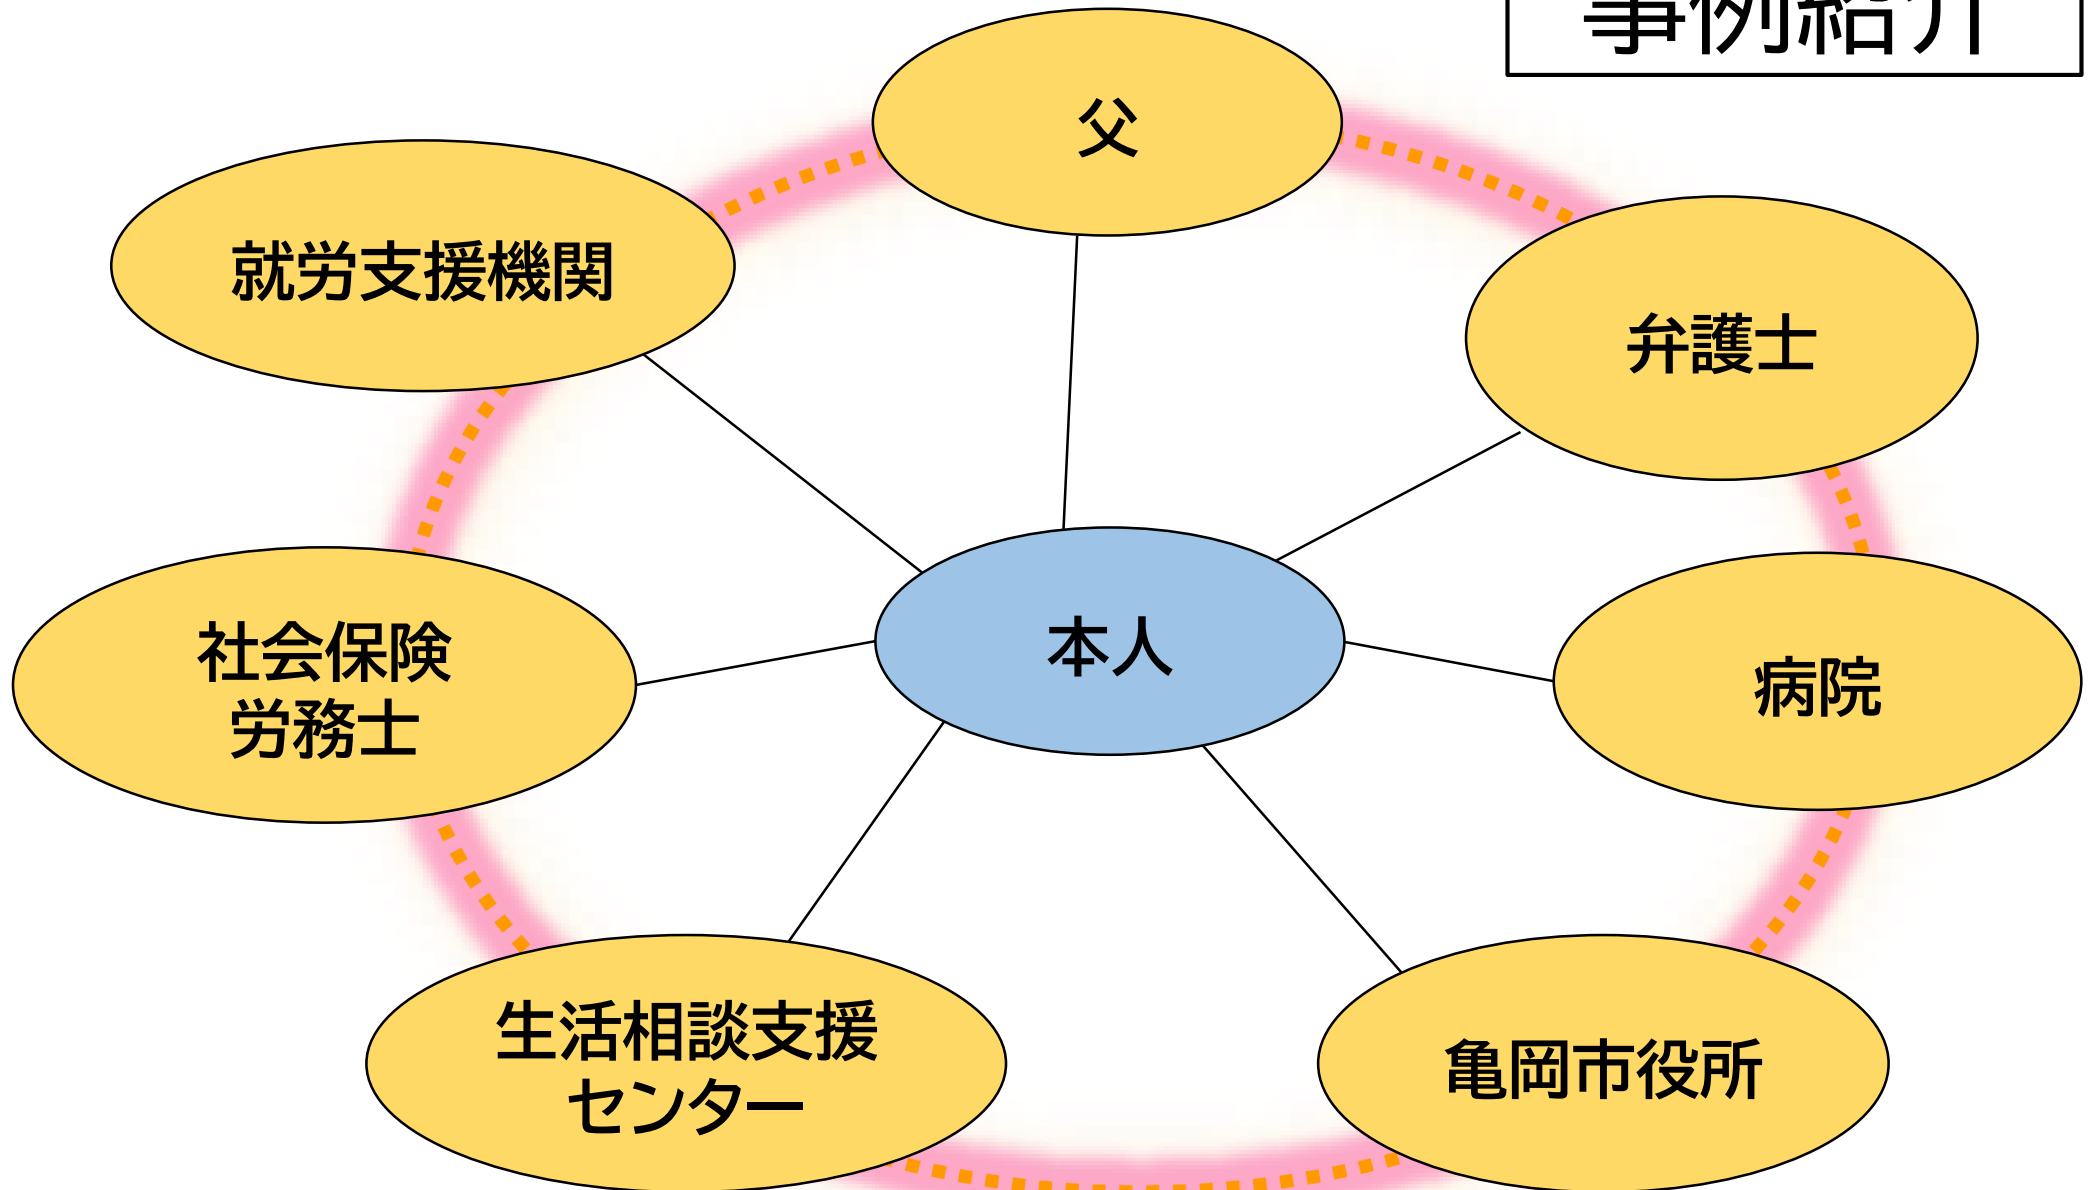 事例紹介
父
就労支援機関
弁護士
本人
社会保険
労務士
病院
生活相談支援
センター
亀岡市役所